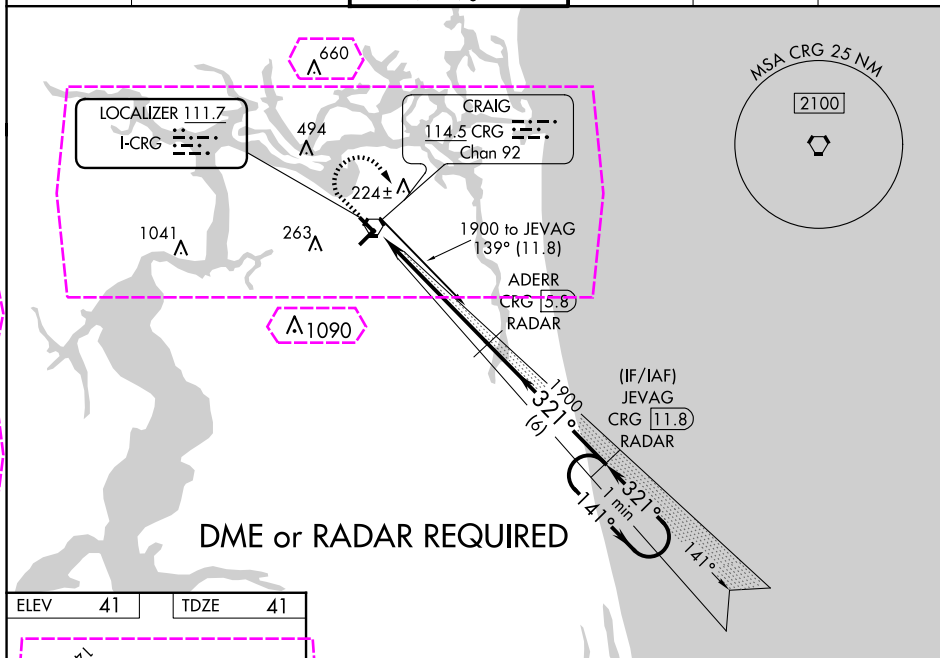 660
MSA CRG 25 NM
2100
LOCALIZER 111.7
I-CRG
494
CRAIG
114.5 CRG
Chan 92
224±
1041
263
1900 to JEVAG
139° (11.8)
ADERR
CRG 5.8
RADAR
1090
1900
321°
(6)
(IF/IAF)
JEVAG
CRG 11.8
RADAR
321°
1 min
141°
141°
DME or RADAR REQUIRED
ELEV 41
TDZE 41